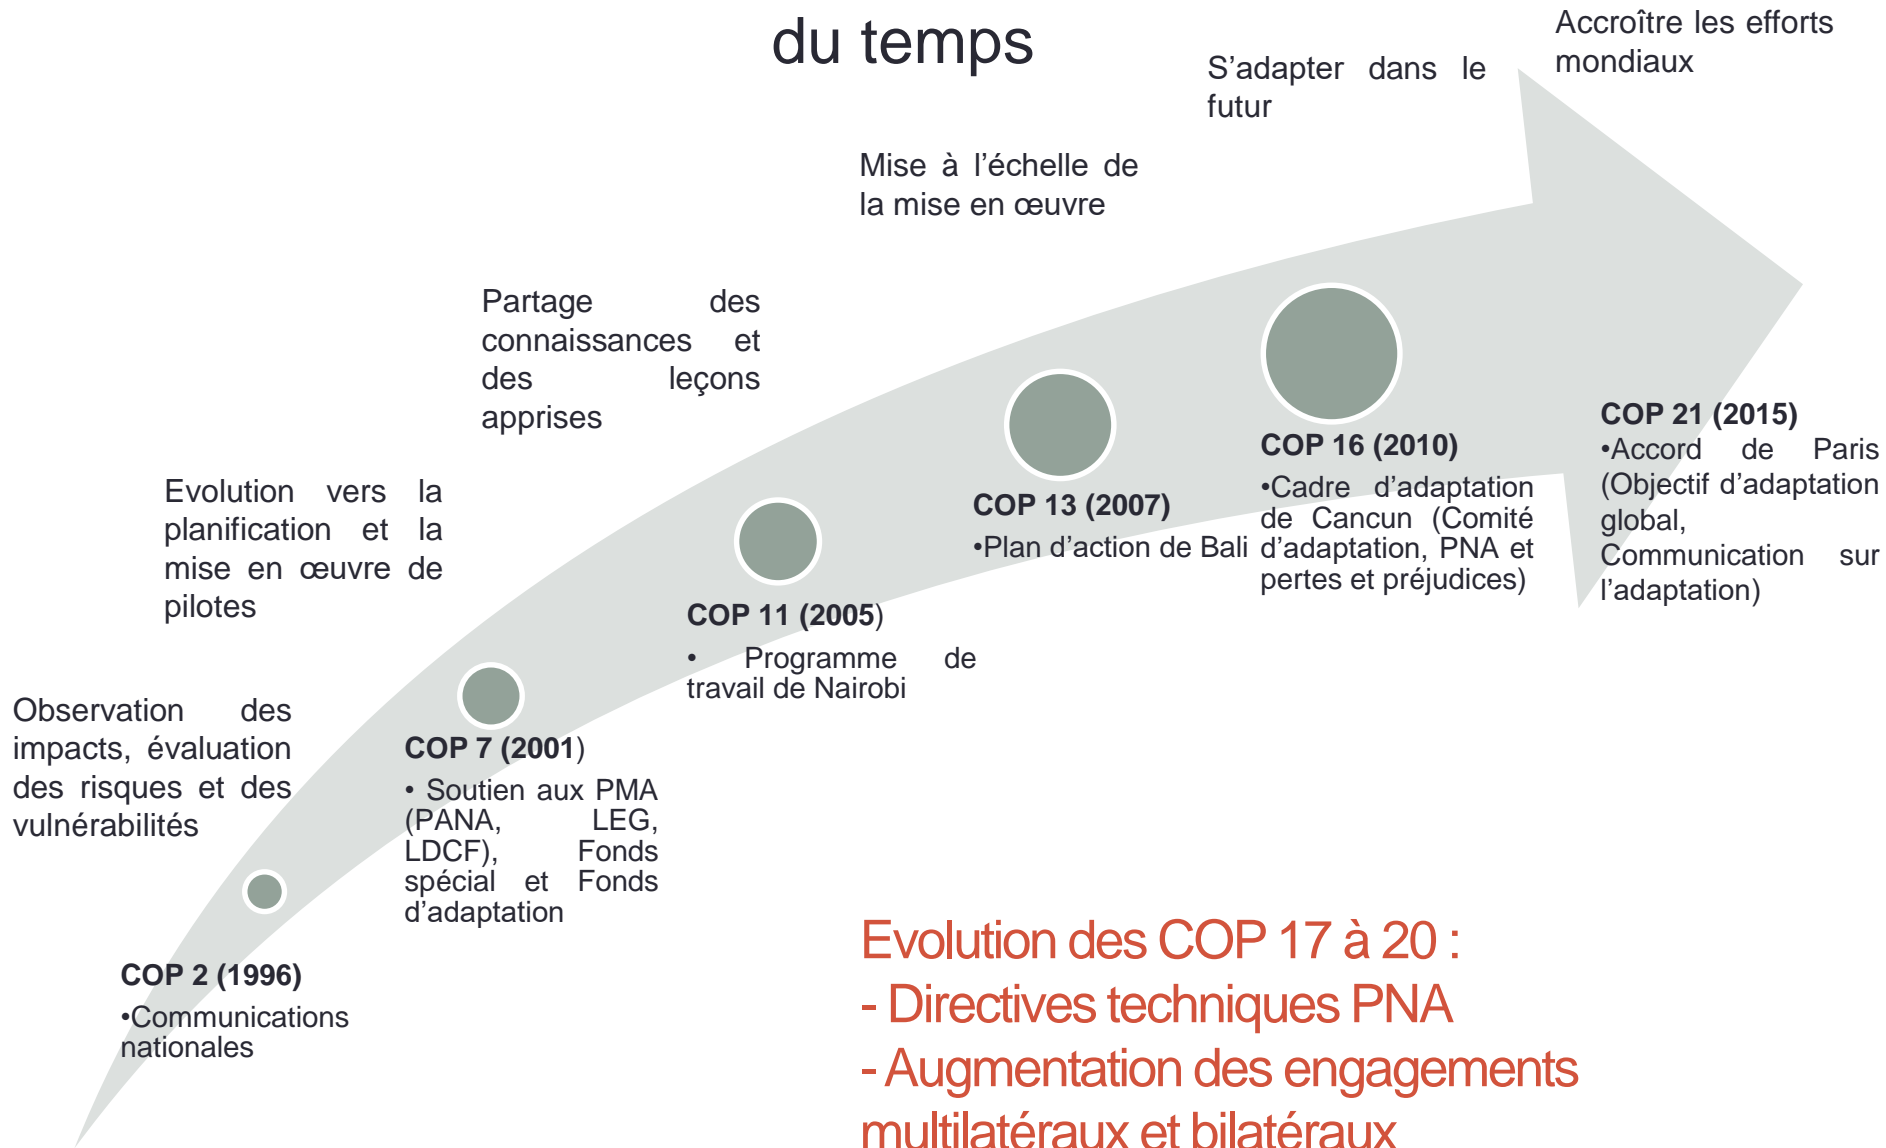 du temps
Accroître les efforts
mondiaux
S’adapter dans le
futur
Mise à l’échelle de
la mise en œuvre
Partage des
connaissances et
des leçons
apprises
Evolution vers la
planification et la
mise en œuvre de
pilotes
Observation des
impacts, évaluation
des risques et des
vulnérabilités
COP 2 (1996)
•Communications
nationales
COP 7 (2001)
• Soutien aux PMA
(PANA, LEG,
LDCF), Fonds
spécial et Fonds
d’adaptation
COP 11 (2005)
• Programme de
travail de Nairobi
COP 13 (2007)
•Plan d’action de Bali
COP 16 (2010)
•Cadre d’adaptation
de Cancun (Comité
d’adaptation, PNA et
pertes et préjudices)
COP 21 (2015)
•Accord de Paris
(Objectif d’adaptation
global,
Communication sur
l’adaptation)
Evolution des COP 17 à 20 :
- Directives techniques PNA
- Augmentation des engagements
multilatéraux et bilatéraux